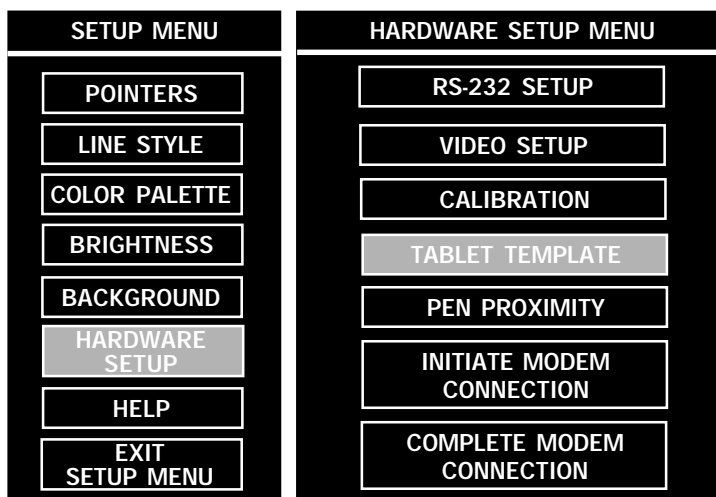 SETUP MENU
POINTERS
LINE STYLE
COLOR PALETTE
BRIGHTNESS
BACKGROUND
HARDWARE
SETUP
HELP
EXIT
SETUP MENU
HARDWARE SETUP MENU
RS-232 SETUP
VIDEO SETUP
CALIBRATION
TABLET TEMPLATE
PEN PROXIMITY
INITIATE MODEM
CONNECTION
COMPLETE MODEM
CONNECTION